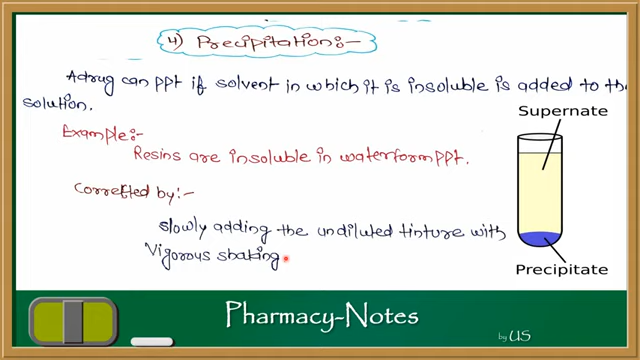 4) Precipitation:-
A drug can ppt if solvent in which it is insoluble is added to the
solution.
Supernate
Example:-
Resins are insoluble in water form ppt.
Corrected by:-
Slowly adding the undiluted tinture with
Vigorous shaking
Precipitate
Pharmacy-Notes
by US